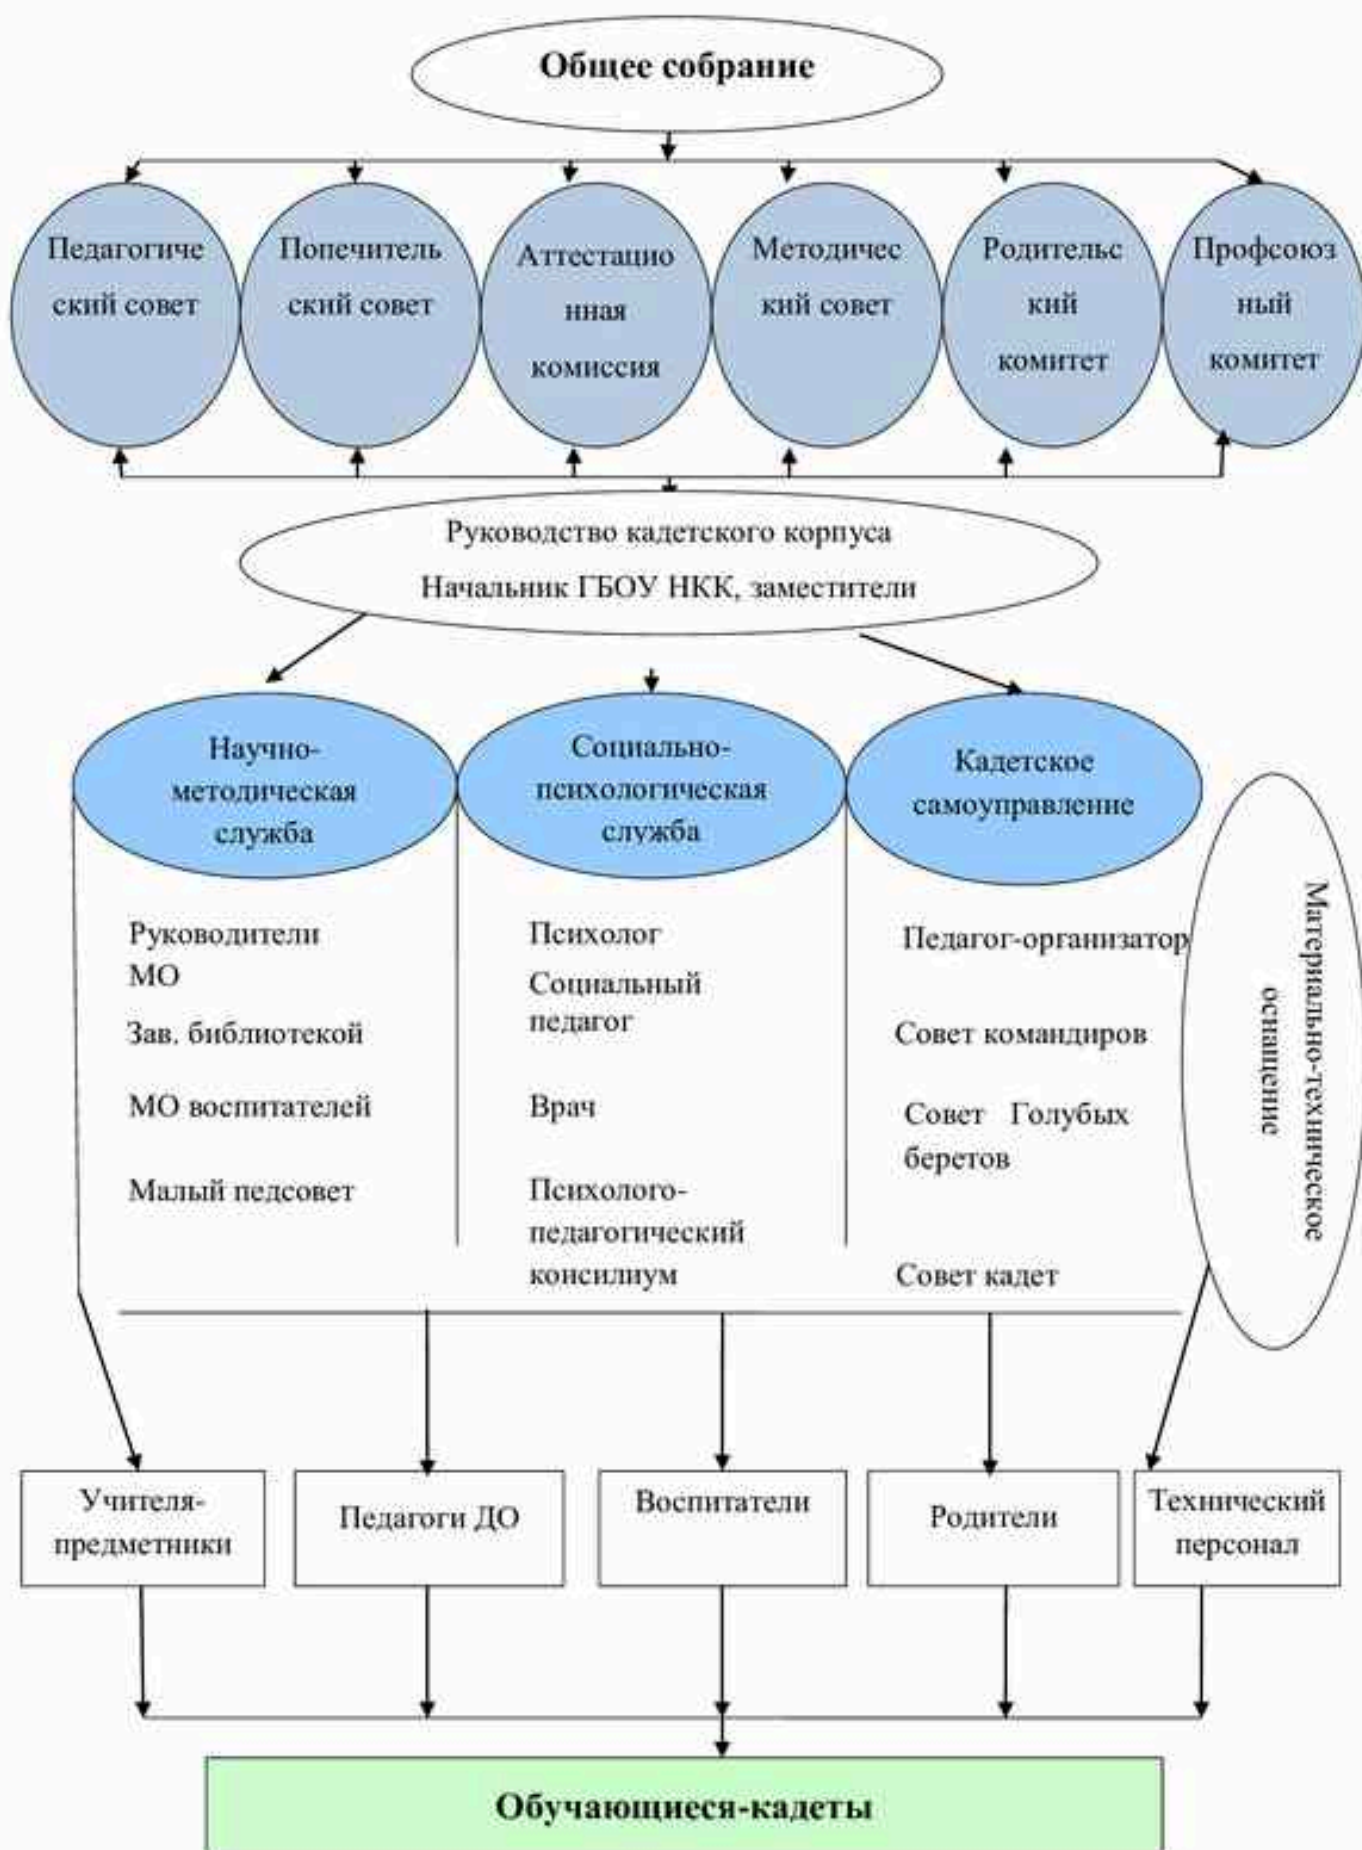 Общее собрание
Педагогиче
ский совет
Попечитель
ский совет
Аттестацио
нная
комиссия
Методичес
кий совет
Родительс
кий
комитет
Профсоюз
ный
комитет
Руководство кадетского корпуса
Начальник ГБОУ НКК, заместители
Научно-
методическая
служба
Социально-
психологическая
служба
Кадетское
самоуправление
Руководители
МО
Зав. библиотекой
МО воспитателей
Малый педсовет
Психолог
Социальный
педагог
Врач
Психолого-
педагогический
консилиум
Педагог-организатор
Совет командиров
Совет Голубых
беретов
Совет кадет
Материально-техническое
оснащение
Учителя-
предметники
Педагоги ДО
Воспитатели
Родители
Технический
персонал
Обучающиеся-кадеты